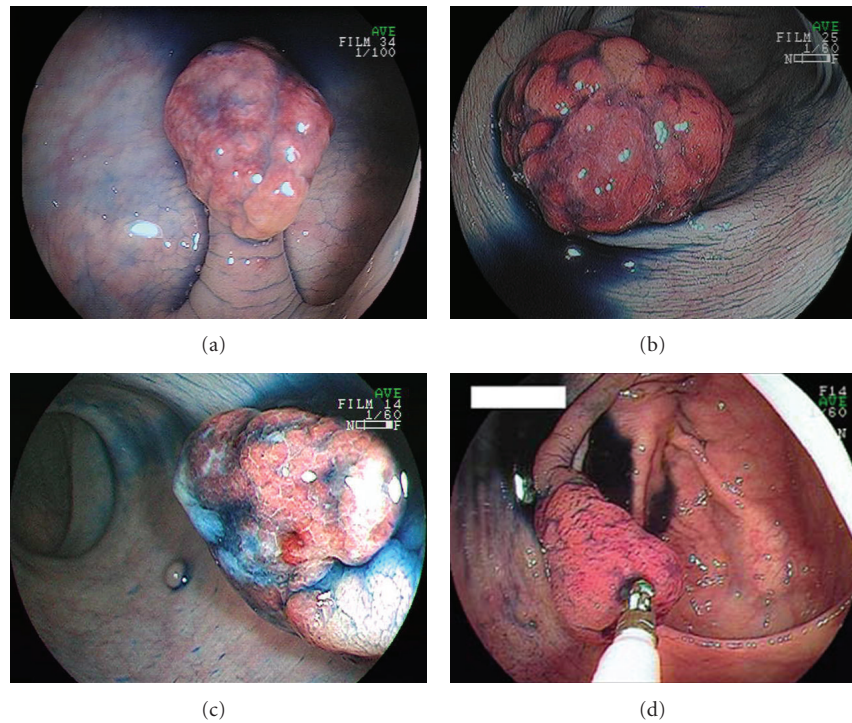 AVE
FILM 34
1/100
AVE
FILM 25
1/60
N F
(a)
(b)
AVE
FILM 14
1/60
N F
F14
AVE
1/60
N
(c)
(d)